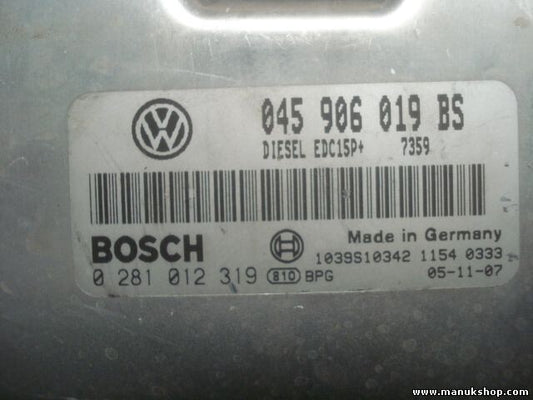 045 906 019 BS
DIESEL EDC15P+ 7359
BOSCH
Made in Germany
0 281 012 319 810 BPG
1039S10342 1154 0333
05-11-07
www.manukshop.com